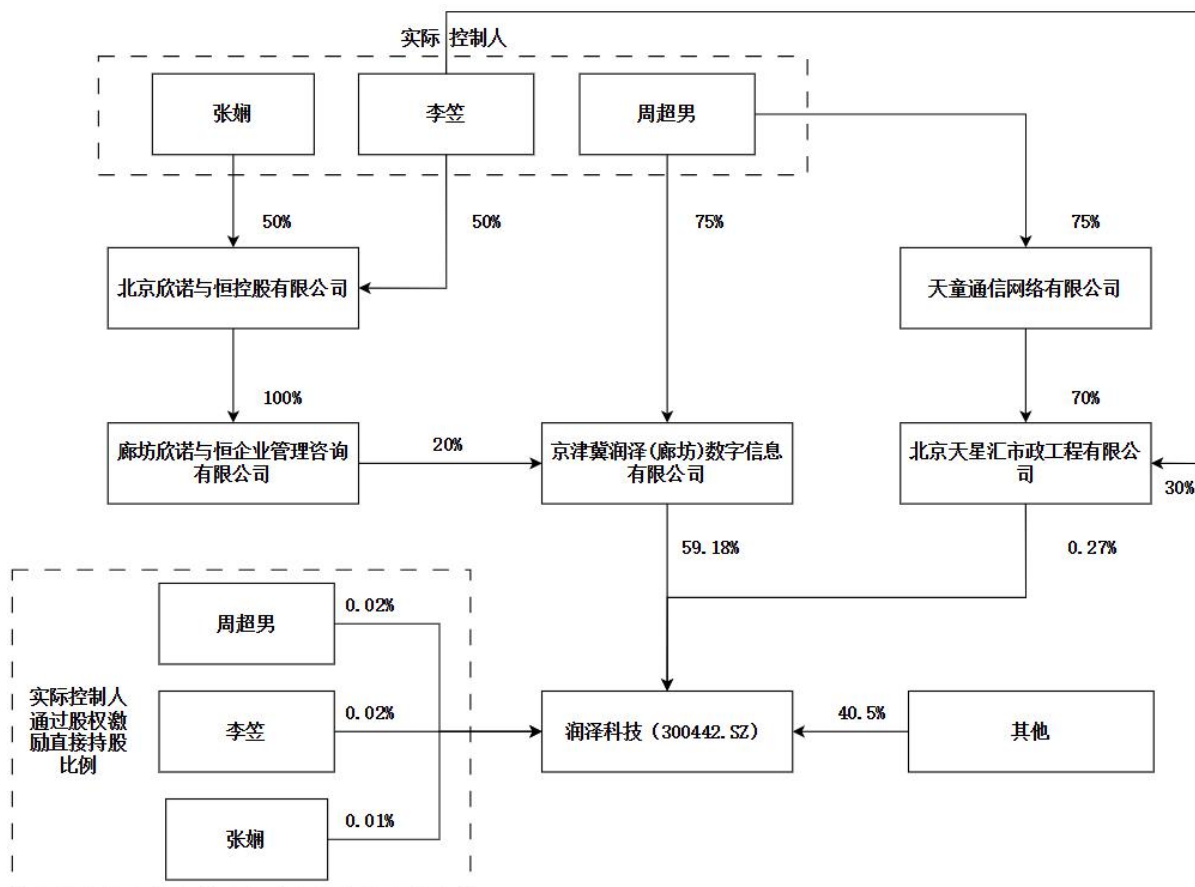 实际 控制人
张娴
李笠
周超男
50%
50%
75%
75%
北京欣诺与恒控股有限公司
天童通信网络有限公司
100%
70%
廊坊欣诺与恒企业管理咨询
有限公司
20%
京津冀润泽(廊坊)数字信息
有限公司
北京天星汇市政工程有限公
司
30%
59.18%
0.27%
实际控制人
通过股权激
励直接持股
比例
周超男
0.02%
李笠
0.02%
张娴
0.01%
润泽科技（300442.SZ）
40.5%
其他